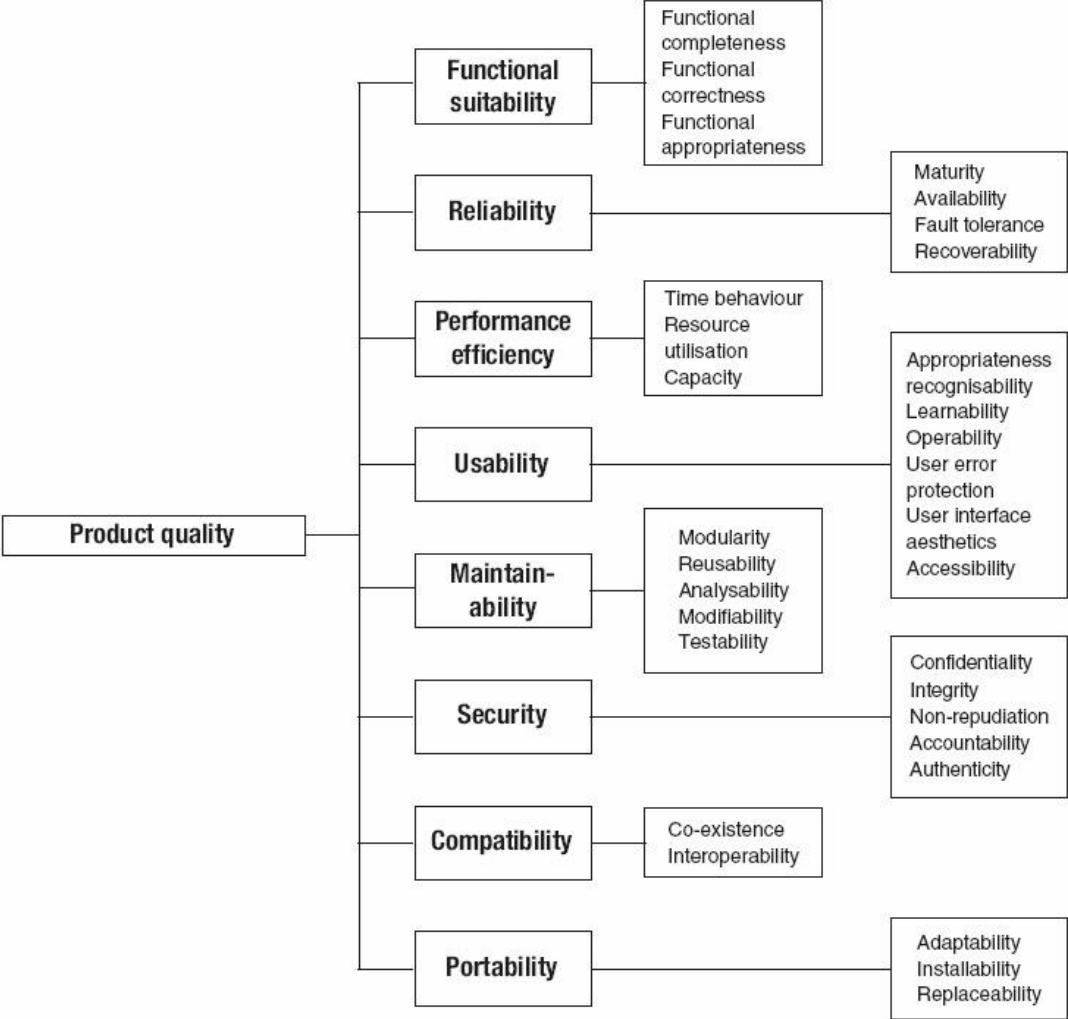 Product quality
Functional
suitability
Functional
completeness
Functional
correctness
Functional
appropriateness
Reliability
Maturity
Availability
Fault tolerance
Recoverability
Performance
efficiency
Time behaviour
Resource
utilisation
Capacity
Usability
Appropriateness
recognisability
Learnability
Operability
User error
protection
User interface
aesthetics
Accessibility
Maintain-
ability
Modularity
Reusability
Analysability
Modifiability
Testability
Security
Confidentiality
Integrity
Non-repudiation
Accountability
Authenticity
Compatibility
Co-existence
Interoperability
Portability
Adaptability
Installability
Replaceability